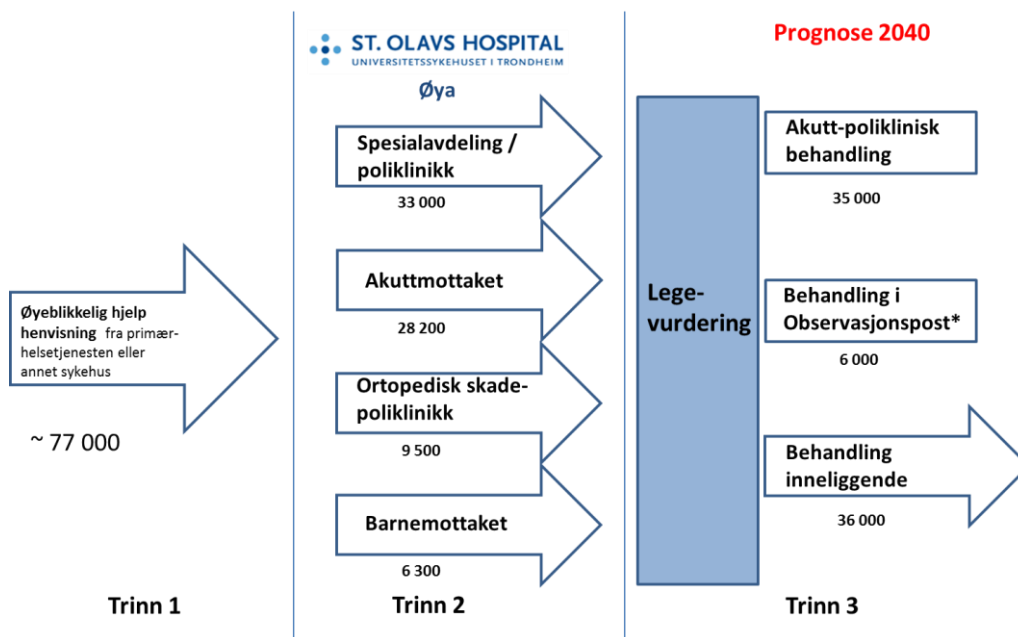 ST. OLAVS HOSPITAL
UNIVERSITETSSYKEHUSET I TRONDHEIM
Øya
Prognose 2040
Øyeblikkelig hjelp
henvisning fra primær-
helsetjenesten eller
annet sykehus
~ 77 000
Trinn 1
Spesialavdeling /
poliklinikk
33 000
Akuttmottaket
28 200
Ortopedisk skade-
poliklinikk
9 500
Barnemottaket
6 300
Trinn 2
Lege-
vurdering
Akutt-poliklinisk
behandling
35 000
Behandling i
Observasjonspost*
6 000
Behandling
inneliggende
36 000
Trinn 3